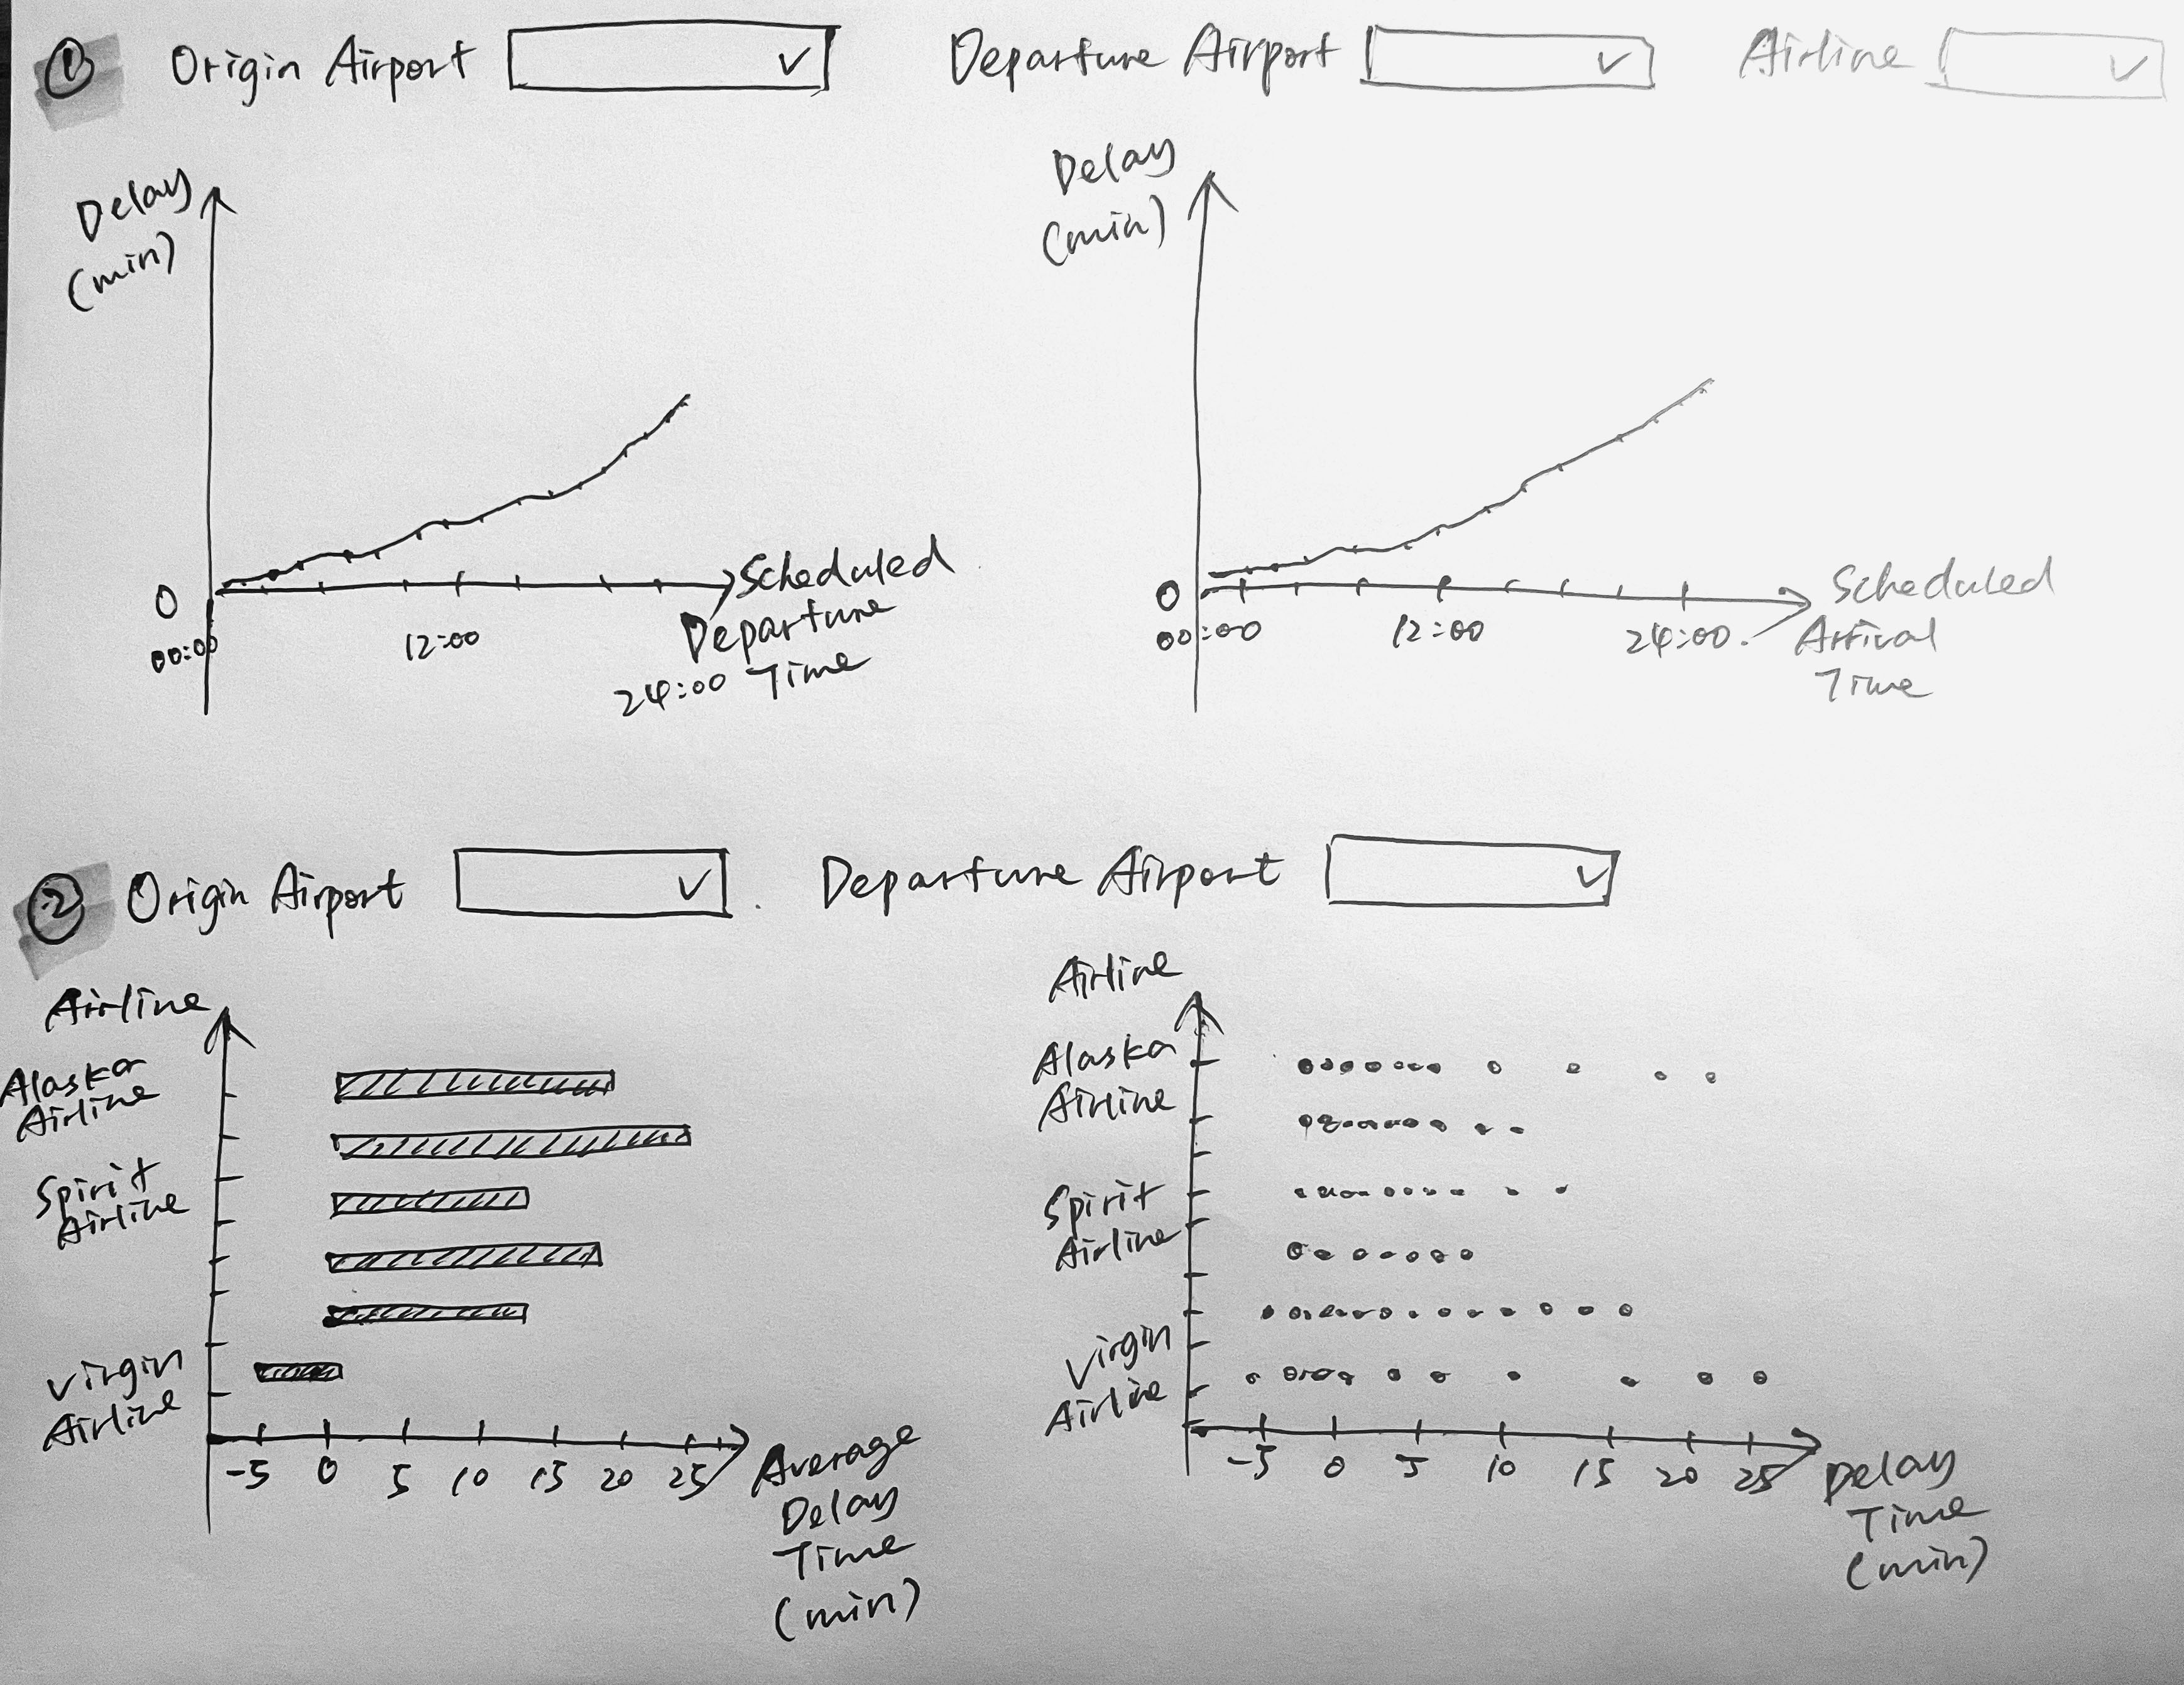 ① Origin Airport Departure Airport Airline
Delay
(min)
0
00:00 12:00 24:00
Scheduled
Departure
Time
Delay
(min)
0
00:00 12:00 24:00
Scheduled
Arrival
Time
② Origin Airport Departure Airport
Airline
Alaska
Airline
Spirit
Airline
Virgin
Airline
-5 0 5 10 15 20 25
Average
Delay
Time
(min)
Airline
Alaska
Airline
Spirit
Airline
Virgin
Airline
-5 0 5 10 15 20 25
Delay
Time
(min)